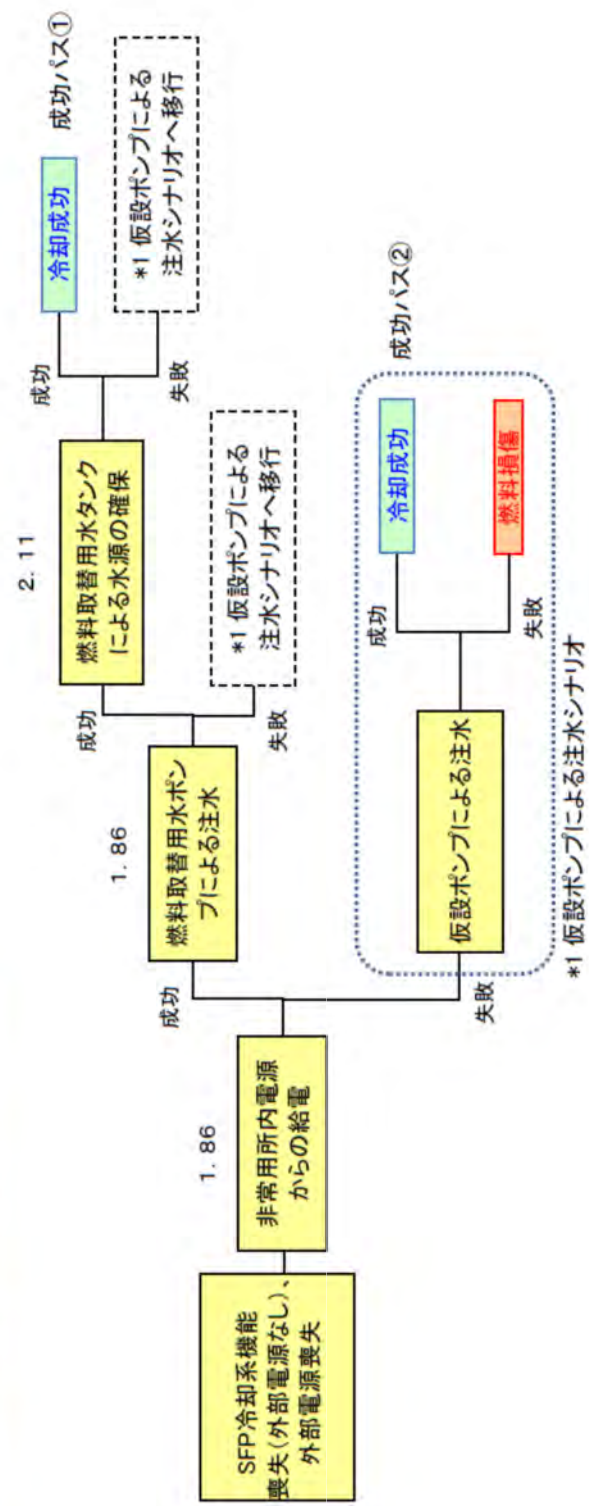 SFP冷却系機能
喪失(外部電源なし)、
外部電源喪失
1.86
非常用所内電源
からの給電
成功
失敗
1.86
燃料取替用水ポン
プによる注水
成功
失敗
*1 仮設ポンプによる
注水シナリオへ移行
2.11
燃料取替用水タンク
による水源の確保
成功
失敗
冷却成功
成功パス①
*1 仮設ポンプによる
注水シナリオへ移行
仮設ポンプによる注水
成功
失敗
冷却成功
燃料損傷
成功パス②
*1 仮設ポンプによる注水シナリオ